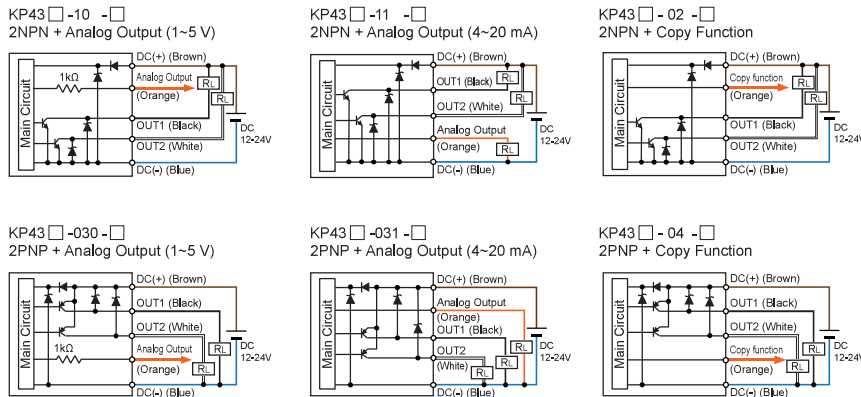 KP43 □ -10 -□
2NPN + Analog Output (1~5 V)
Main Circuit
1kΩ
DC(+) (Brown)
Analog Output
(Orange)
RL
RL
OUT1 (Black)
OUT2 (White)
DC(-) (Blue)
DC
12-24V
KP43 □ -11 -□
2NPN + Analog Output (4~20 mA)
Main Circuit
DC(+) (Brown)
OUT1 (Black)
RL
OUT2 (White)
RL
Analog Output
(Orange)
RL
DC(-) (Blue)
DC
12-24V
KP43 □ - 02 -□
2NPN + Copy Function
Main Circuit
DC(+) (Brown)
Copy function
(Orange)
RL
RL
OUT1 (Black)
OUT2 (White)
DC(-) (Blue)
DC
12-24V
KP43 □ -030 -□
2PNP + Analog Output (1~5 V)
Main Circuit
1kΩ
DC(+) (Brown)
OUT1 (Black)
OUT2 (White)
Analog Output
(Orange)
RL
RL
DC(-) (Blue)
DC
12-24V
KP43 □ -031 -□
2PNP + Analog Output (4~20 mA)
Main Circuit
DC(+) (Brown)
Analog Output
(Orange)
OUT1 (Black)
OUT2
(White)
RL
RL
RL
DC(-) (Blue)
DC
12-24V
KP43 □ - 04 -□
2PNP + Copy Function
Main Circuit
DC(+) (Brown)
OUT1 (Black)
OUT2 (White)
Copy function
(Orange)
RL
RL
DC(-) (Blue)
DC
12-24V